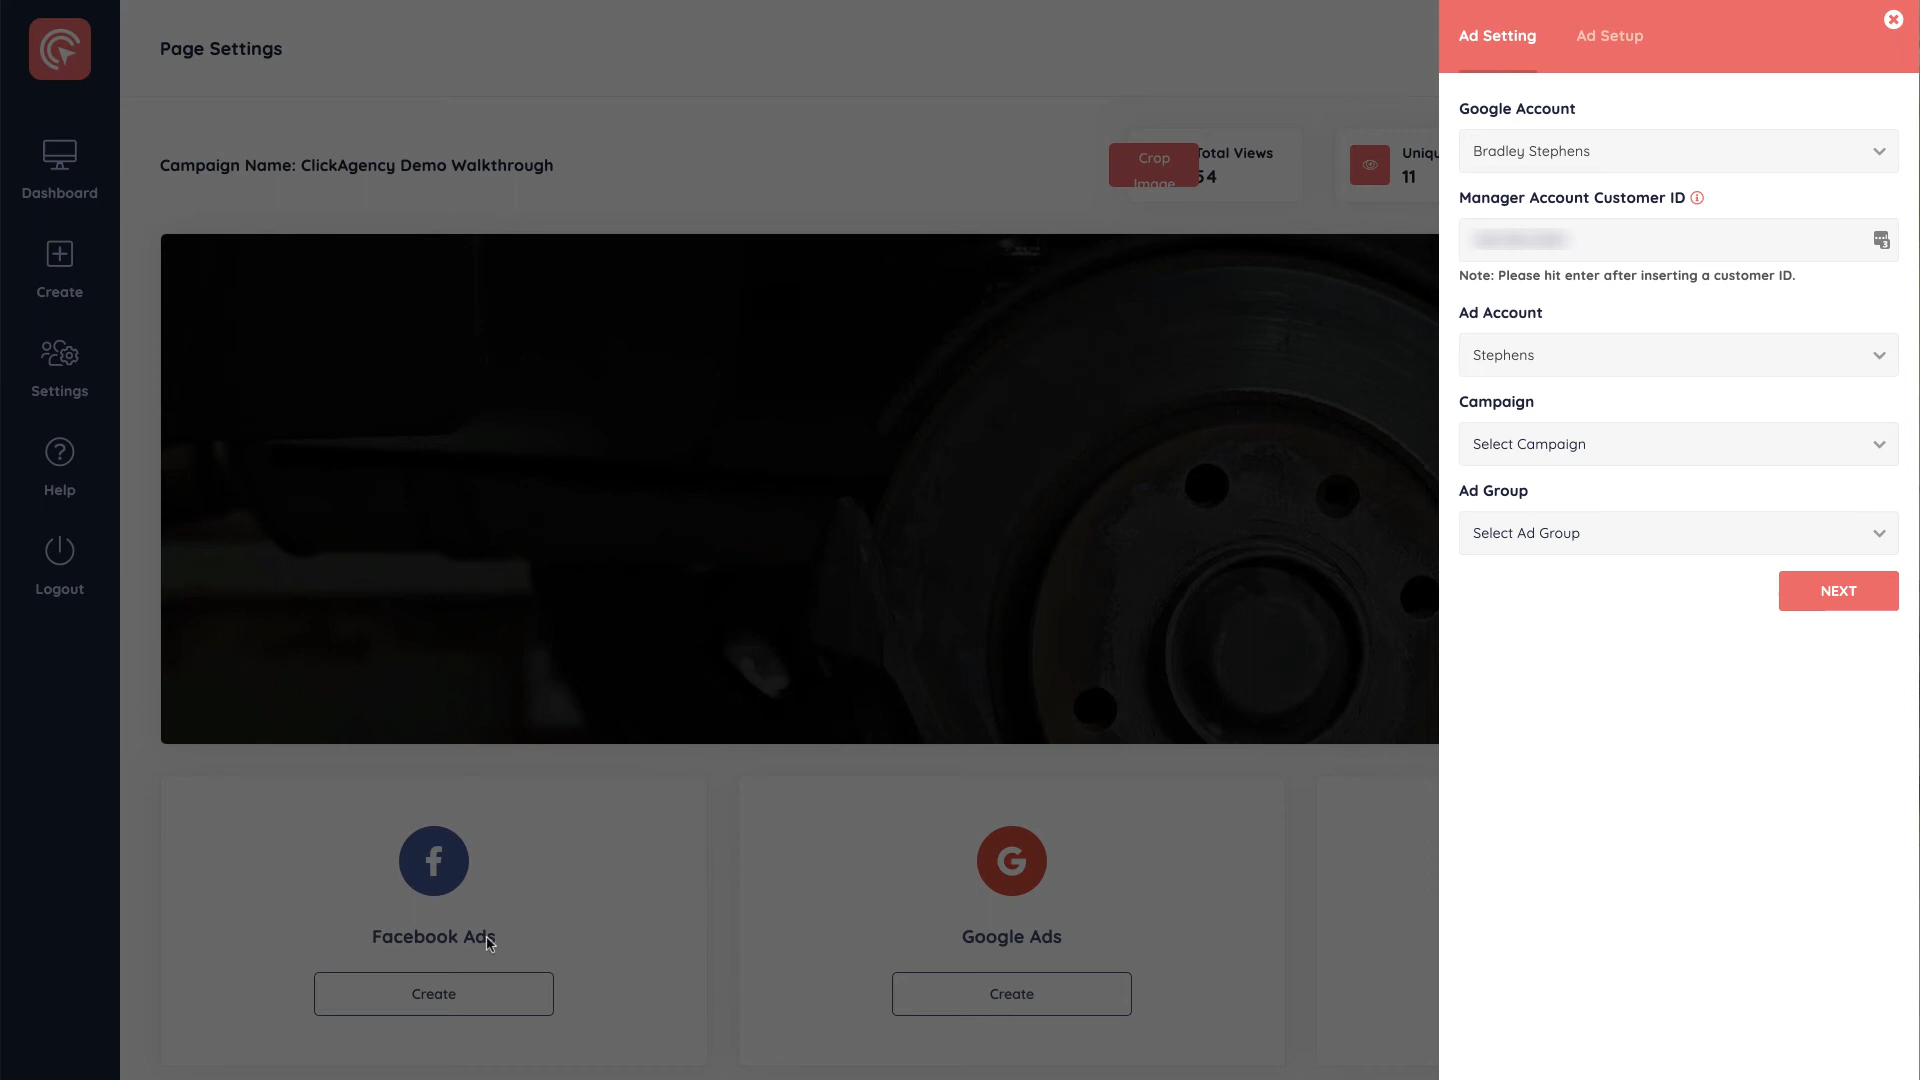 Page Settings
Ad Setting
Ad Setup
Dashboard
Create
Settings
Help
Logout
Campaign Name: ClickAgency Demo Walkthrough
Crop
Image
Total Views
54
11
Facebook Ads
Create
Google Ads
Create
Google Account
Bradley Stephens
Manager Account Customer ID
Note: Please hit enter after inserting a customer ID.
Ad Account
Stephens
Campaign
Select Campaign
Ad Group
Select Ad Group
NEXT